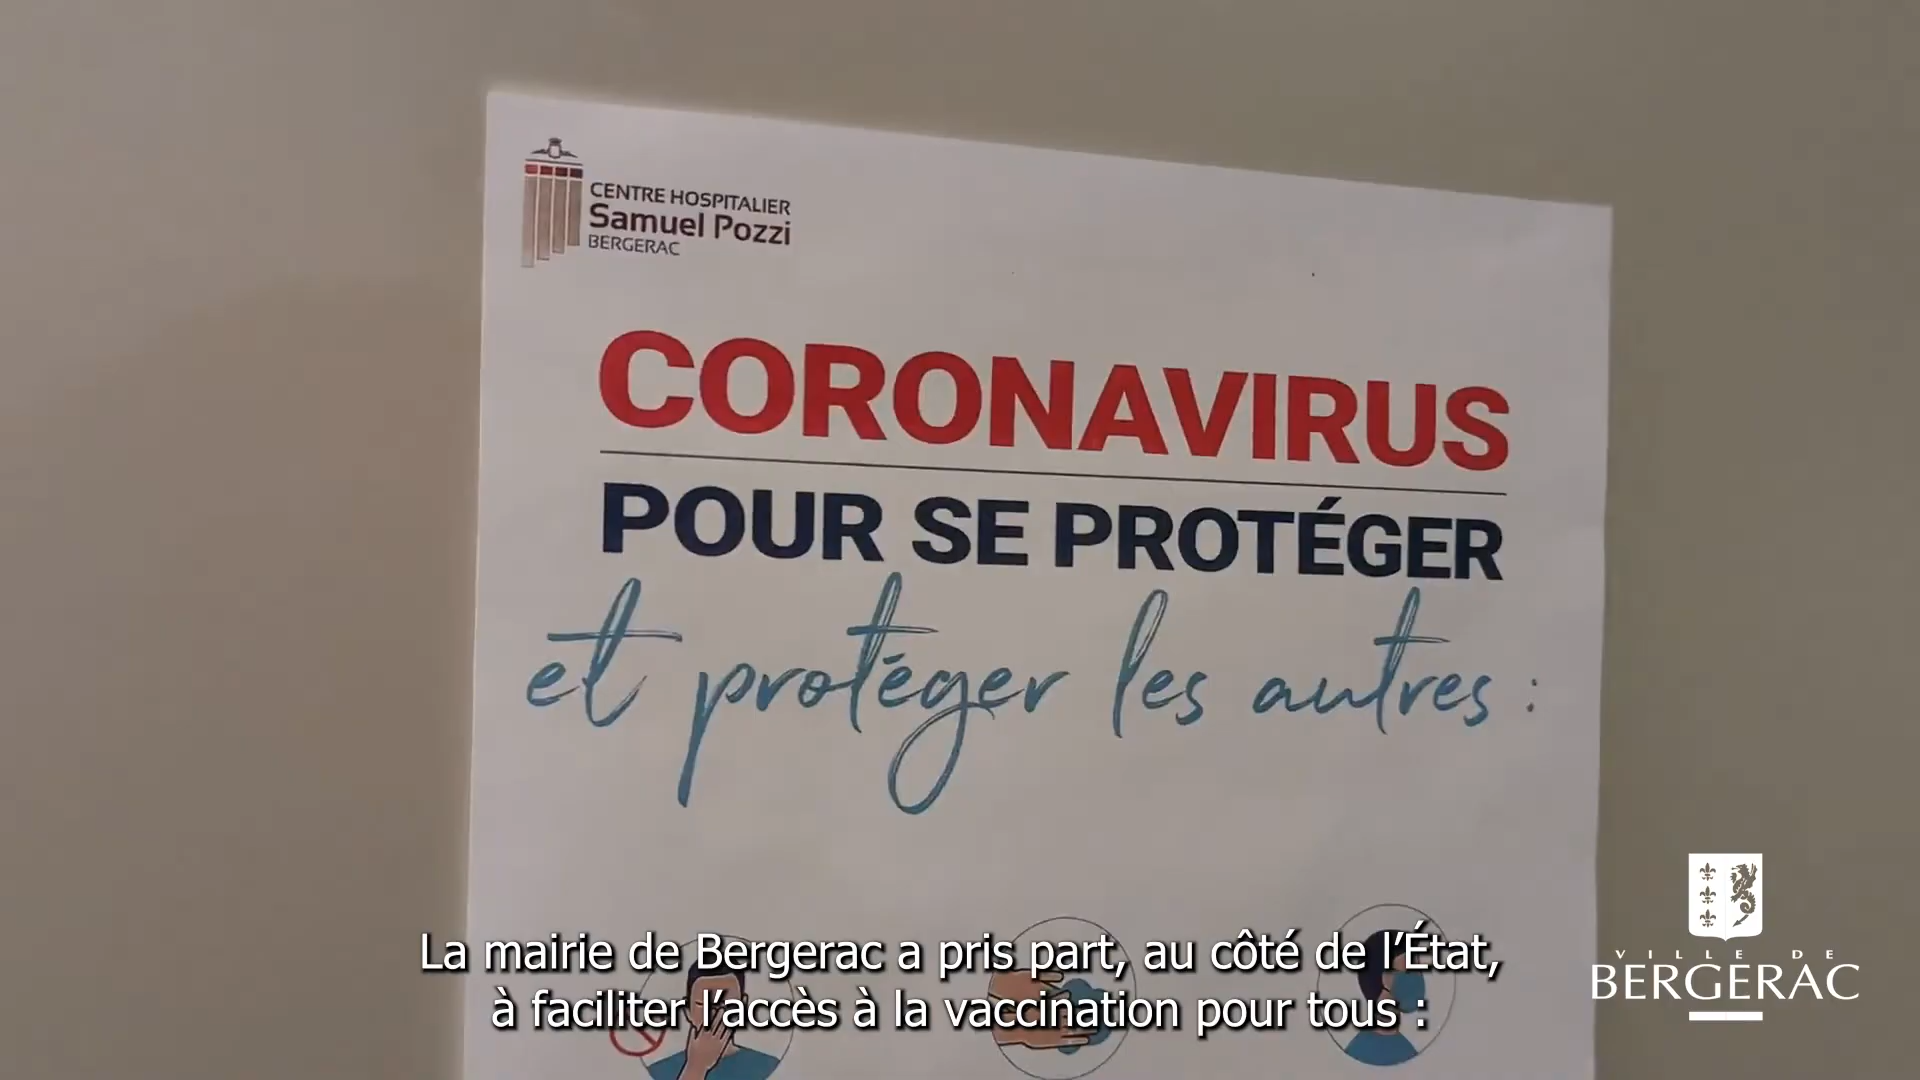 CENTRE HOSPITALIER
Samuel Pozzi
BERGERAC
CORONAVIRUS
POUR SE PROTÉGER
et protéger les autres :
La mairie de Bergerac a pris part, au côté de l’État,
à faciliter l’accès à la vaccination pour tous :
VILLE DE
BERGERAC